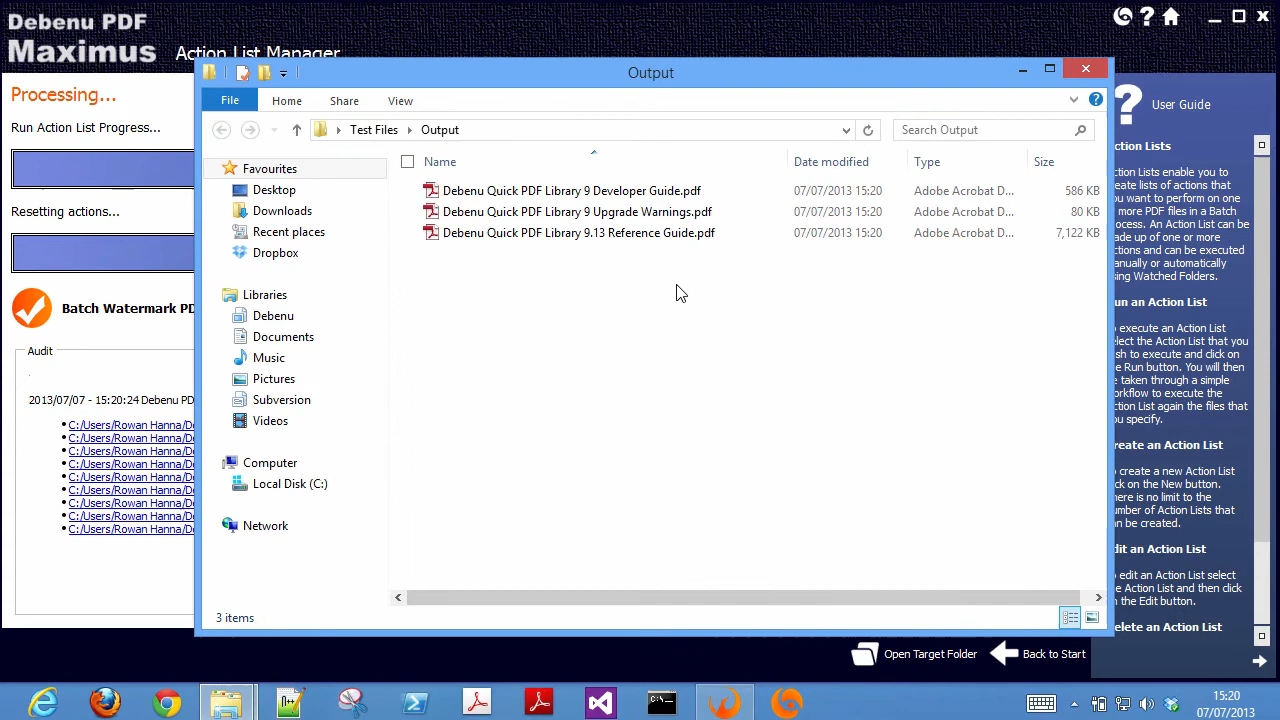 Debenu PDF
Maximus
Action List Manager
Processing...
Run Action List Progress...
Resetting actions...
Batch Watermark PD
Audit
2013/07/07 - 15:20:24 Debenu PD
C:/Users/Rowan Hanna/De
C:/Users/Rowan Hanna/De
C:/Users/Rowan Hanna/De
C:/Users/Rowan Hanna/De
C:/Users/Rowan Hanna/De
C:/Users/Rowan Hanna/De
C:/Users/Rowan Hanna/De
C:/Users/Rowan Hanna/De
C:/Users/Rowan Hanna/De
Output
File Home Share View
Test Files Output
Search Output
Name Date modified Type Size
Debenu Quick PDF Library 9 Developer Guide.pdf 07/07/2013 15:20 Adobe Acrobat D... 586 KB
Debenu Quick PDF Library 9 Upgrade Warnings.pdf 07/07/2013 15:20 Adobe Acrobat D... 80 KB
Debenu Quick PDF Library 9.13 Reference Guide.pdf 07/07/2013 15:20 Adobe Acrobat D... 7,122 KB
Favourites
Desktop
Downloads
Recent places
Dropbox
Libraries
Debenu
Documents
Music
Pictures
Subversion
Videos
Computer
Local Disk (C:)
Network
3 items
User Guide
ction Lists
ction Lists enable you to
reate lists of actions that
ou want to perform on one
more PDF files in a Batch
rocess. An Action List can be
ade up of one or more
ctions and can be executed
anually or automatically
ing Watched Folders.
un an Action List
execute an Action List
elect the Action List that you
ish to execute and click on
e Run button. You will then
e taken through a simple
orkflow to execute the
ction List again the files that
u specify.
reate an Action List
create a new Action List
ick on the New button.
here is no limit to the
umber of Action Lists that
an be created.
dit an Action List
edit an Action List select
e Action List and then click
n the Edit button.
elete an Action List
Open Target Folder
Back to Start
15:20
07/07/2013